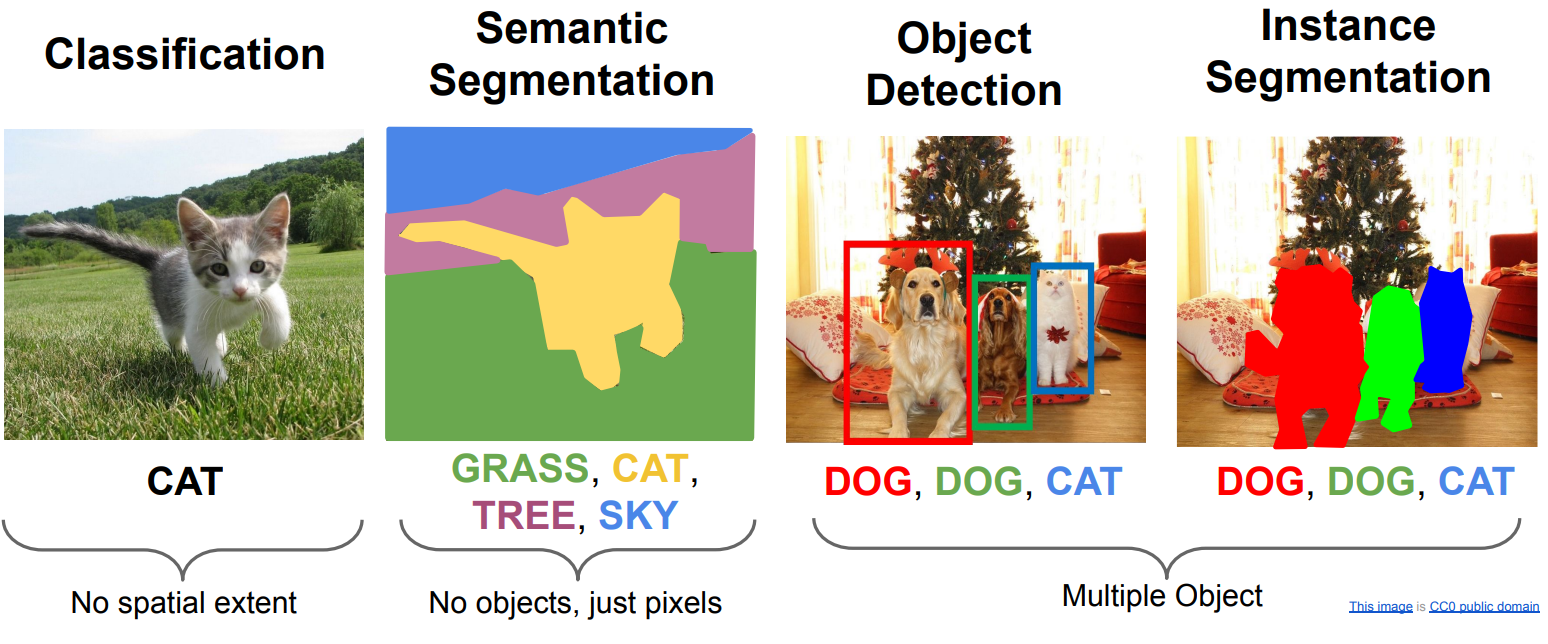 Classification
Semantic
Segmentation
Object
Detection
Instance
Segmentation
CAT
GRASS, CAT,
TREE, SKY
DOG, DOG, CAT
DOG, DOG, CAT
No spatial extent
No objects, just pixels
Multiple Object
This image is CC0 public domain